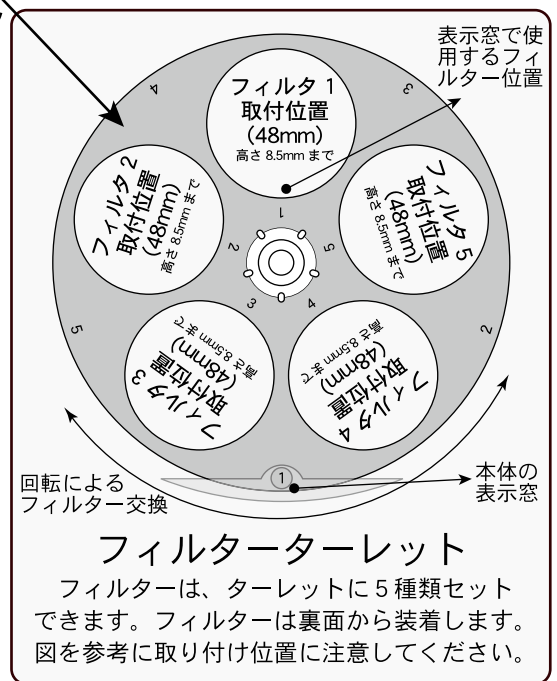 表示窓で使
用するフィ
ルター位置
フィルタ 1
取付位置
(48mm)
高さ 8.5mm まで
フィルタ 2
取付位置
(48mm)
高さ 8.5mm まで
フィルタ 5
取付位置
(48mm)
高さ 8.5mm まで
フィルタ 3
取付位置
(48mm)
高さ 8.5mm まで
フィルタ 4
取付位置
(48mm)
高さ 8.5mm まで
4
3
5
2
1
2
5
3
4
1
回転による
フィルター交換
本体の
表示窓
フィルターターレット
フィルターは、ターレットに 5 種類セット
できます。フィルターは裏面から装着します。
図を参考に取り付け位置に注意してください。